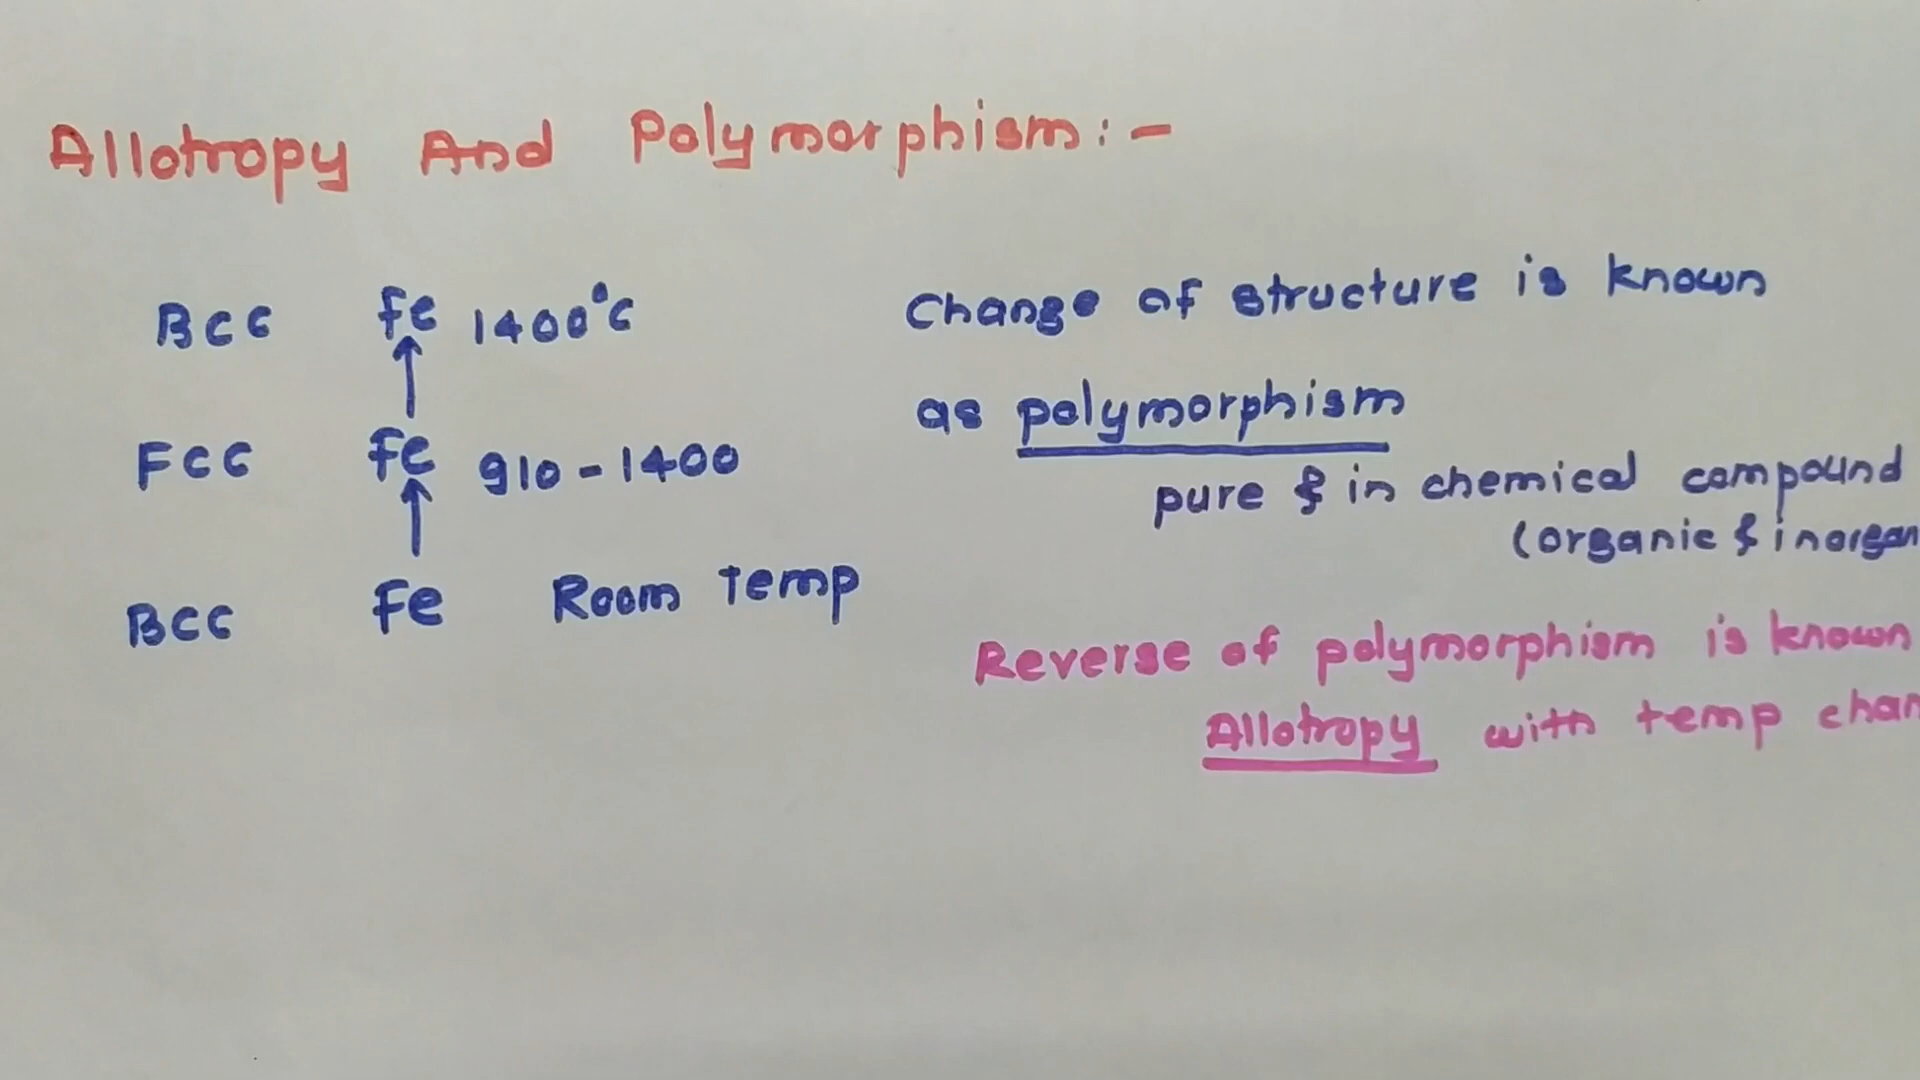 Allotropy And Polymorphism:-
BCC Fe 1400°C
FCC Fe 910-1400
BCC Fe Room Temp
Change of structure is known
as polymorphism
pure & in chemical compound
(organic & inorgan
Reverse of polymorphism is known
Allotropy with temp chan